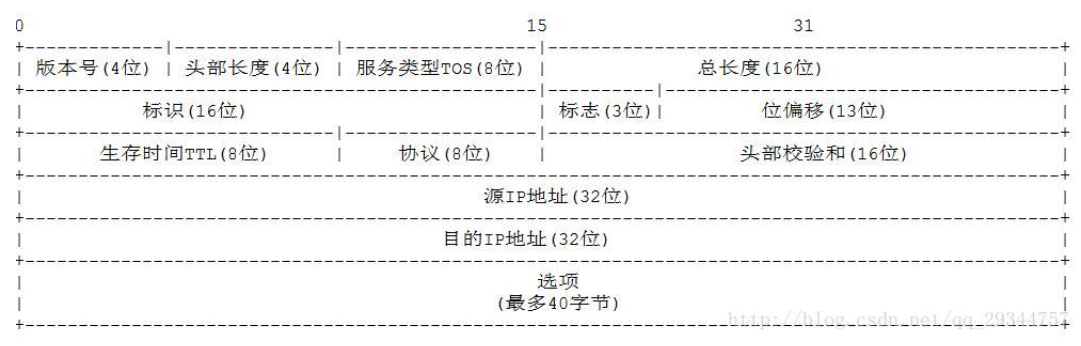 0 15 31
版本号(4位) 头部长度(4位) 服务类型TOS(8位) 总长度(16位)
标识(16位) 标志(3位) 位偏移(13位)
生存时间TTL(8位) 协议(8位) 头部校验和(16位)
源IP地址(32位)
目的IP地址(32位)
选项
(最多40字节)
http://blog.csdn.net/qq_29344757